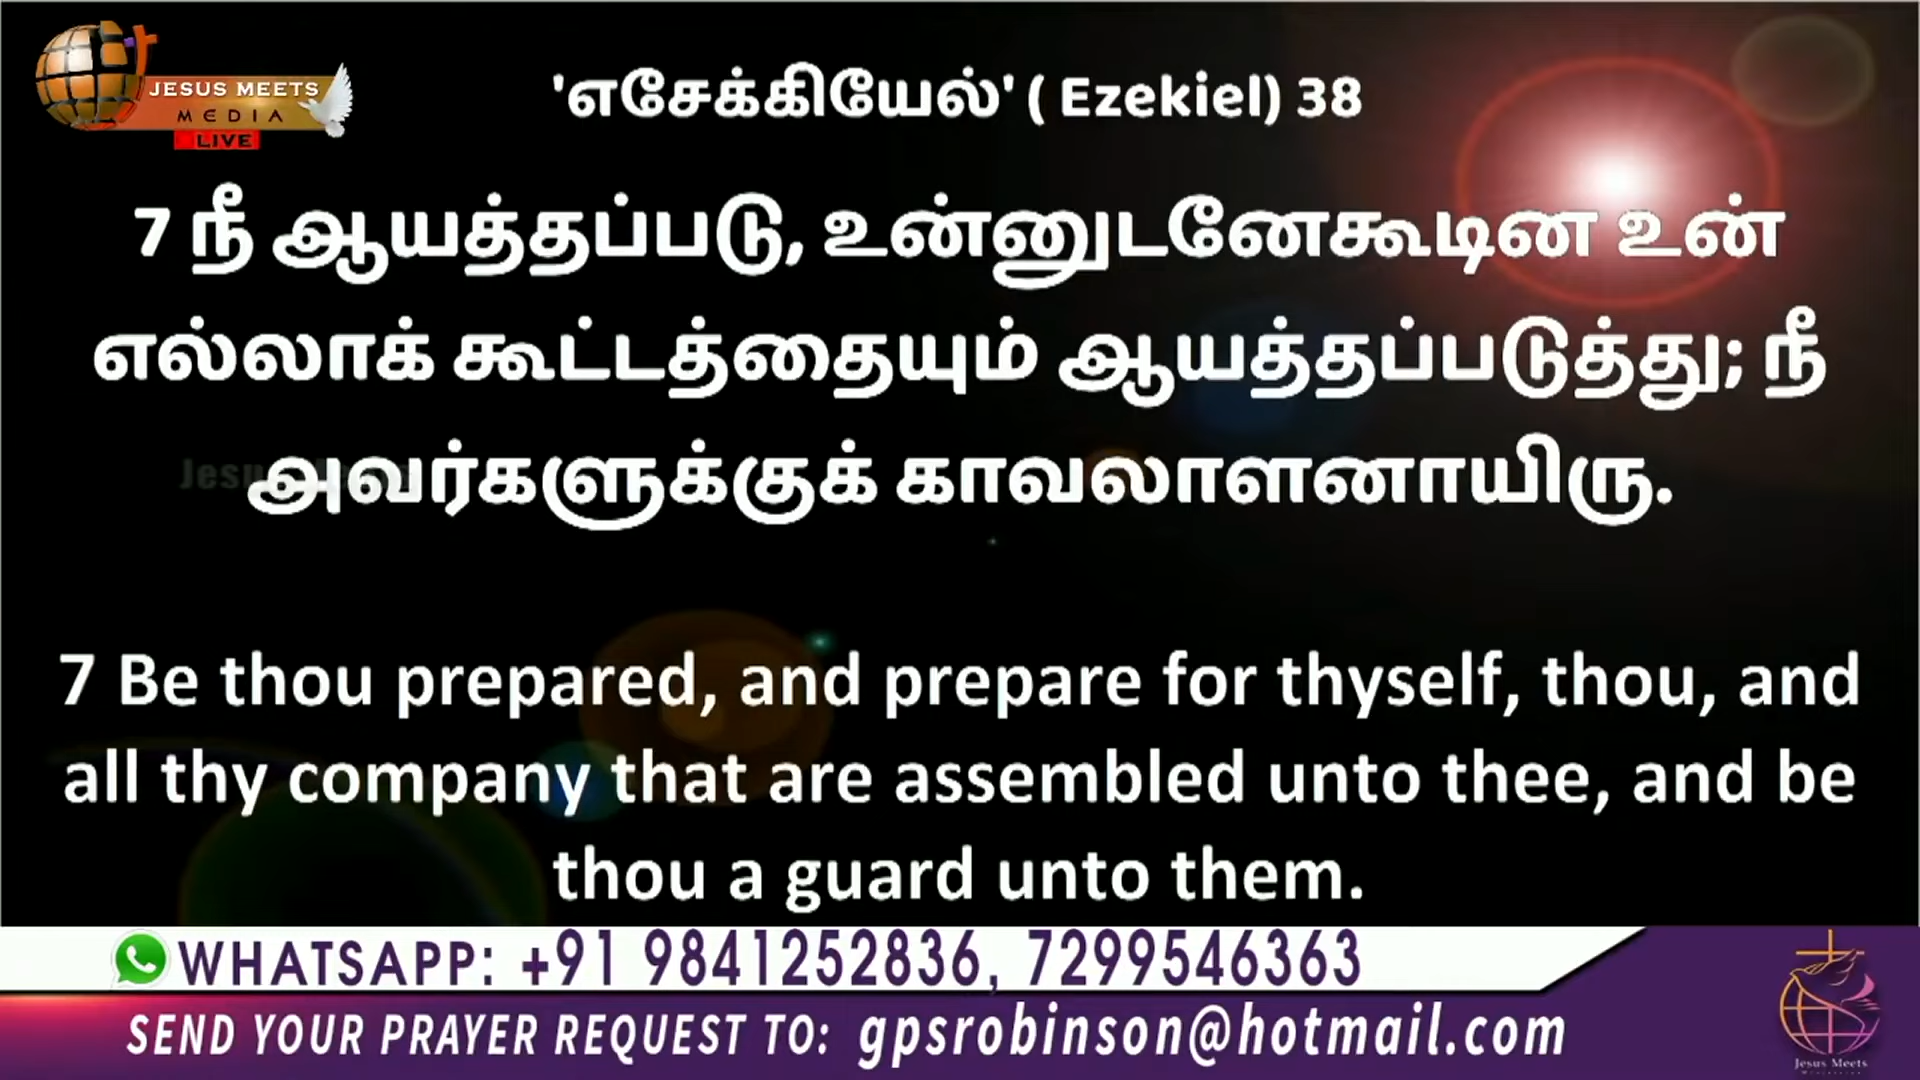 JESUS MEETS
MEDIA
LIVE
'எசேக்கியேல்' ( Ezekiel) 38
7 நீ ஆயத்தப்படு, உன்னுடனேகூடின உன்
எல்லாக் கூட்டத்தையும் ஆயத்தப்படுத்து; நீ
அவர்களுக்குக் காவலாளனாயிரு.
7 Be thou prepared, and prepare for thyself, thou, and
all thy company that are assembled unto thee, and be
thou a guard unto them.
WHATSAPP: +91 9841252836, 7299546363
SEND YOUR PRAYER REQUEST TO: gpsrobinson@hotmail.com
Jesus Meets